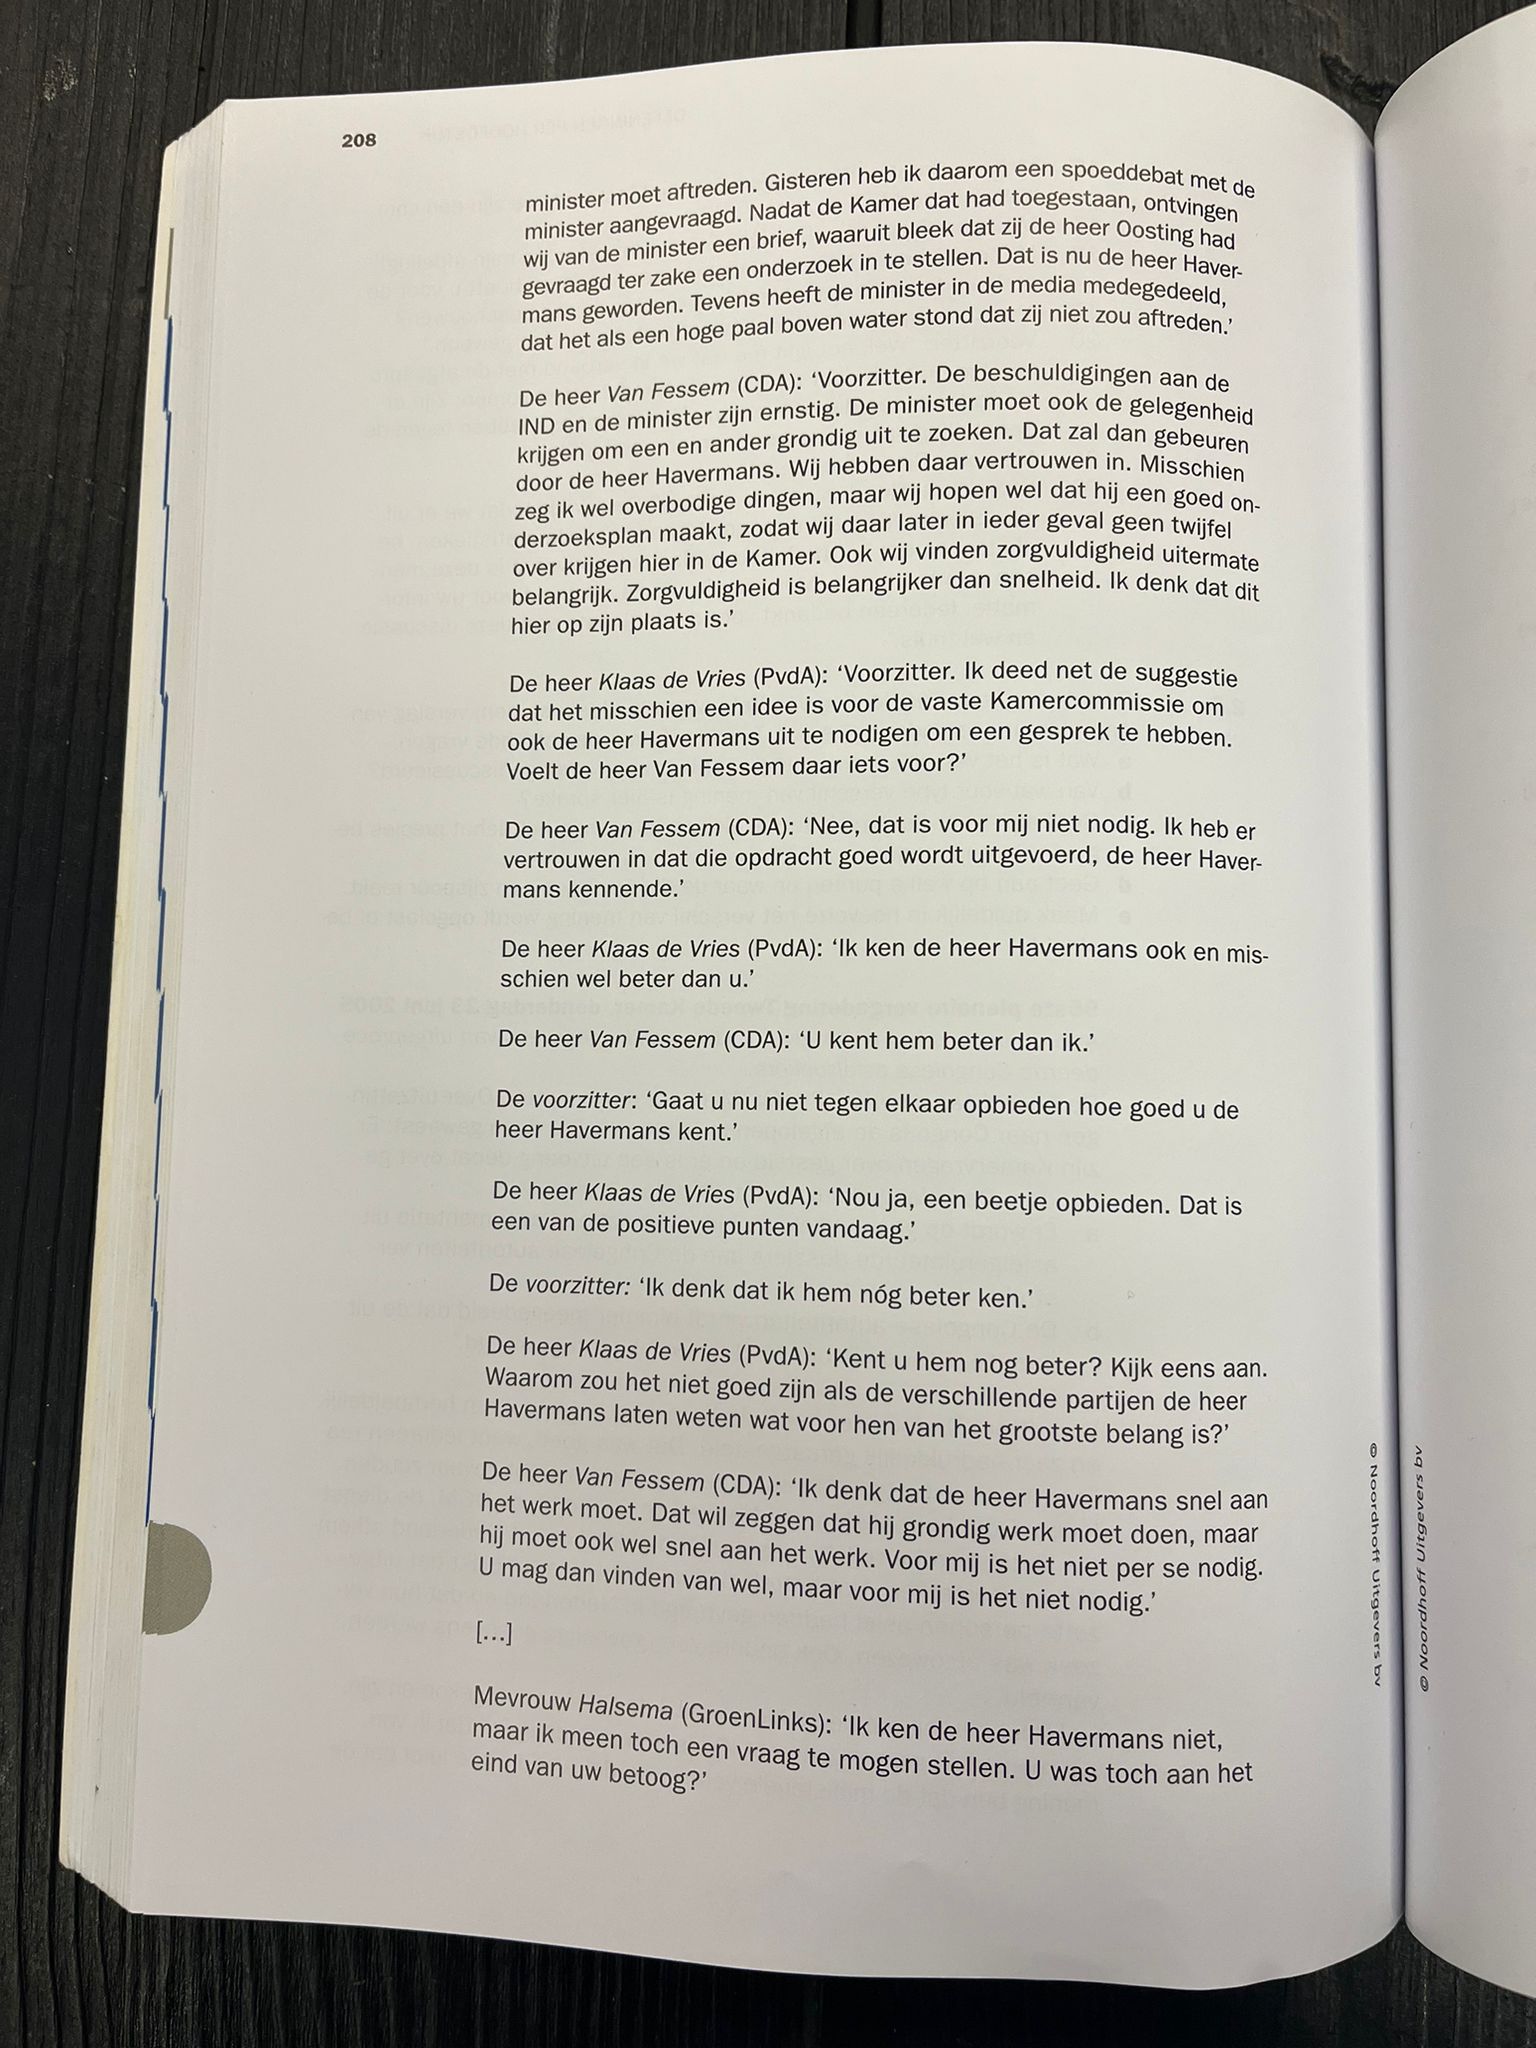 208
minister moet aftreden. Gisteren heb ik daarom een spoeddebat met de
minister aangevraagd. Nadat de Kamer dat had toegestaan, ontvingen
wij van de minister een brief, waaruit bleek dat zij de heer Oosting had
gevraagd ter zake een onderzoek in te stellen. Dat is nu de heer Haver-
mans geworden. Tevens heeft de minister in de media medegedeeld,
dat het als een hoge paal boven water stond dat zij niet zou aftreden.’
De heer Van Fessem (CDA): ‘Voorzitter. De beschuldigingen aan de
IND en de minister zijn ernstig. De minister moet ook de gelegenheid
krijgen om een en ander grondig uit te zoeken. Dat zal dan gebeuren
door de heer Havermans. Wij hebben daar vertrouwen in. Misschien
zeg ik wel overbodige dingen, maar wij hopen wel dat hij een goed on-
derzoeksplan maakt, zodat wij daar later in ieder geval geen twijfel
over krijgen hier in de Kamer. Ook wij vinden zorgvuldigheid uitermate
belangrijk. Zorgvuldigheid is belangrijker dan snelheid. Ik denk dat dit
hier op zijn plaats is.’
De heer Klaas de Vries (PvdA): ‘Voorzitter. Ik deed net de suggestie
dat het misschien een idee is voor de vaste Kamercommissie om
ook de heer Havermans uit te nodigen om een gesprek te hebben.
Voelt de heer Van Fessem daar iets voor?’
De heer Van Fessem (CDA): ‘Nee, dat is voor mij niet nodig. Ik heb er
vertrouwen in dat die opdracht goed wordt uitgevoerd, de heer Haver-
mans kennende.’
De heer Klaas de Vries (PvdA): ‘Ik ken de heer Havermans ook en mis-
schien wel beter dan u.’
De heer Van Fessem (CDA): ‘U kent hem beter dan ik.’
De voorzitter: ‘Gaat u nu niet tegen elkaar opbieden hoe goed u de
heer Havermans kent.’
De heer Klaas de Vries (PvdA): ‘Nou ja, een beetje opbieden. Dat is
een van de positieve punten vandaag.’
De voorzitter: ‘Ik denk dat ik hem nóg beter ken.’
De heer Klaas de Vries (PvdA): ‘Kent u hem nog beter? Kijk eens aan.
Waarom zou het niet goed zijn als de verschillende partijen de heer
Havermans laten weten wat voor hen van het grootste belang is?’
De heer Van Fessem (CDA): ‘Ik denk dat de heer Havermans snel aan
het werk moet. Dat wil zeggen dat hij grondig werk moet doen, maar
hij moet ook wel snel aan het werk. Voor mij is het niet per se nodig.
U mag dan vinden van wel, maar voor mij is het niet nodig.’
[...]
Mevrouw Halsema (GroenLinks): ‘Ik ken de heer Havermans niet,
maar ik meen toch een vraag te mogen stellen. U was toch aan het
eind van uw betoog?’
© Noordhoff Uitgevers bv
© Noordhoff Uitgevers bv